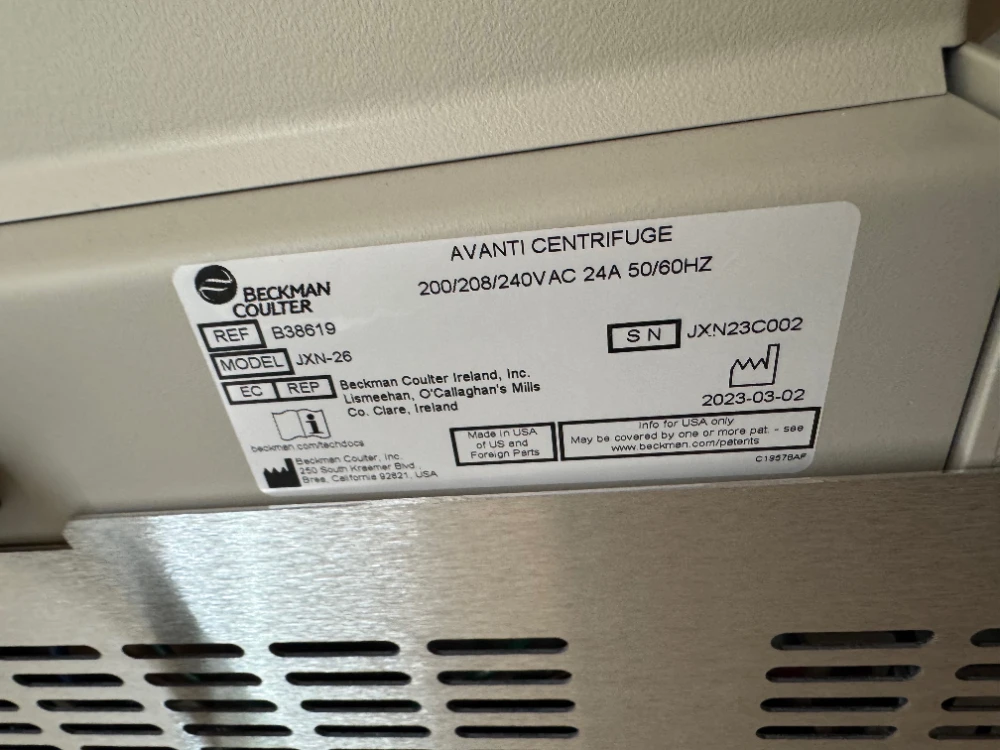 AVANTI CENTRIFUGE
200/208/240VAC 24A 50/60HZ
BECKMAN
COULTER
REF B38619
SN JXN23C002
MODEL JXN-26
EC REP Beckman Coulter Ireland, Inc.
Lismeehan, O'Callaghan's Mills
Co. Clare, Ireland
2023-03-02
beckman.com/techdocs
Beckman Coulter, Inc.
250 South Kraemer Blvd.,
Brea, California 92821, USA
Made in USA
of US and
Foreign Parts
Info for USA only
May be covered by one or more pat. - see
www.beckman.com/patents
C19578AF